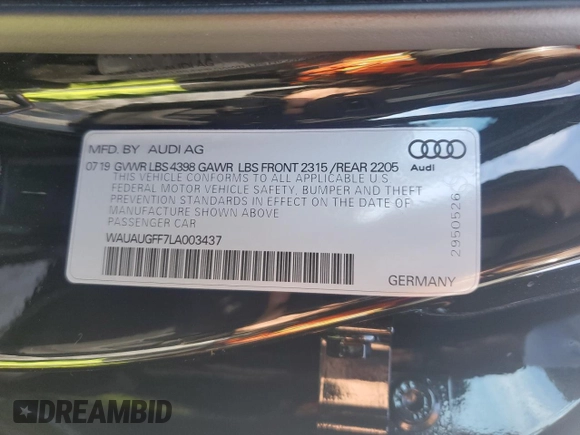 MFD. BY AUDI AG
0719 GVWR LBS 4398 GAWR LBS FRONT 2315 / REAR 2205
Audi
THIS VEHICLE CONFORMS TO ALL APPLICABLE U.S.
FEDERAL MOTOR VEHICLE SAFETY, BUMPER AND THEFT
PREVENTION STANDARDS IN EFFECT ON THE DATE OF
MANUFACTURE SHOWN ABOVE.
PASSENGER CAR
WAUAUGFF7LA003437
2950526
GERMANY
DREAMBID